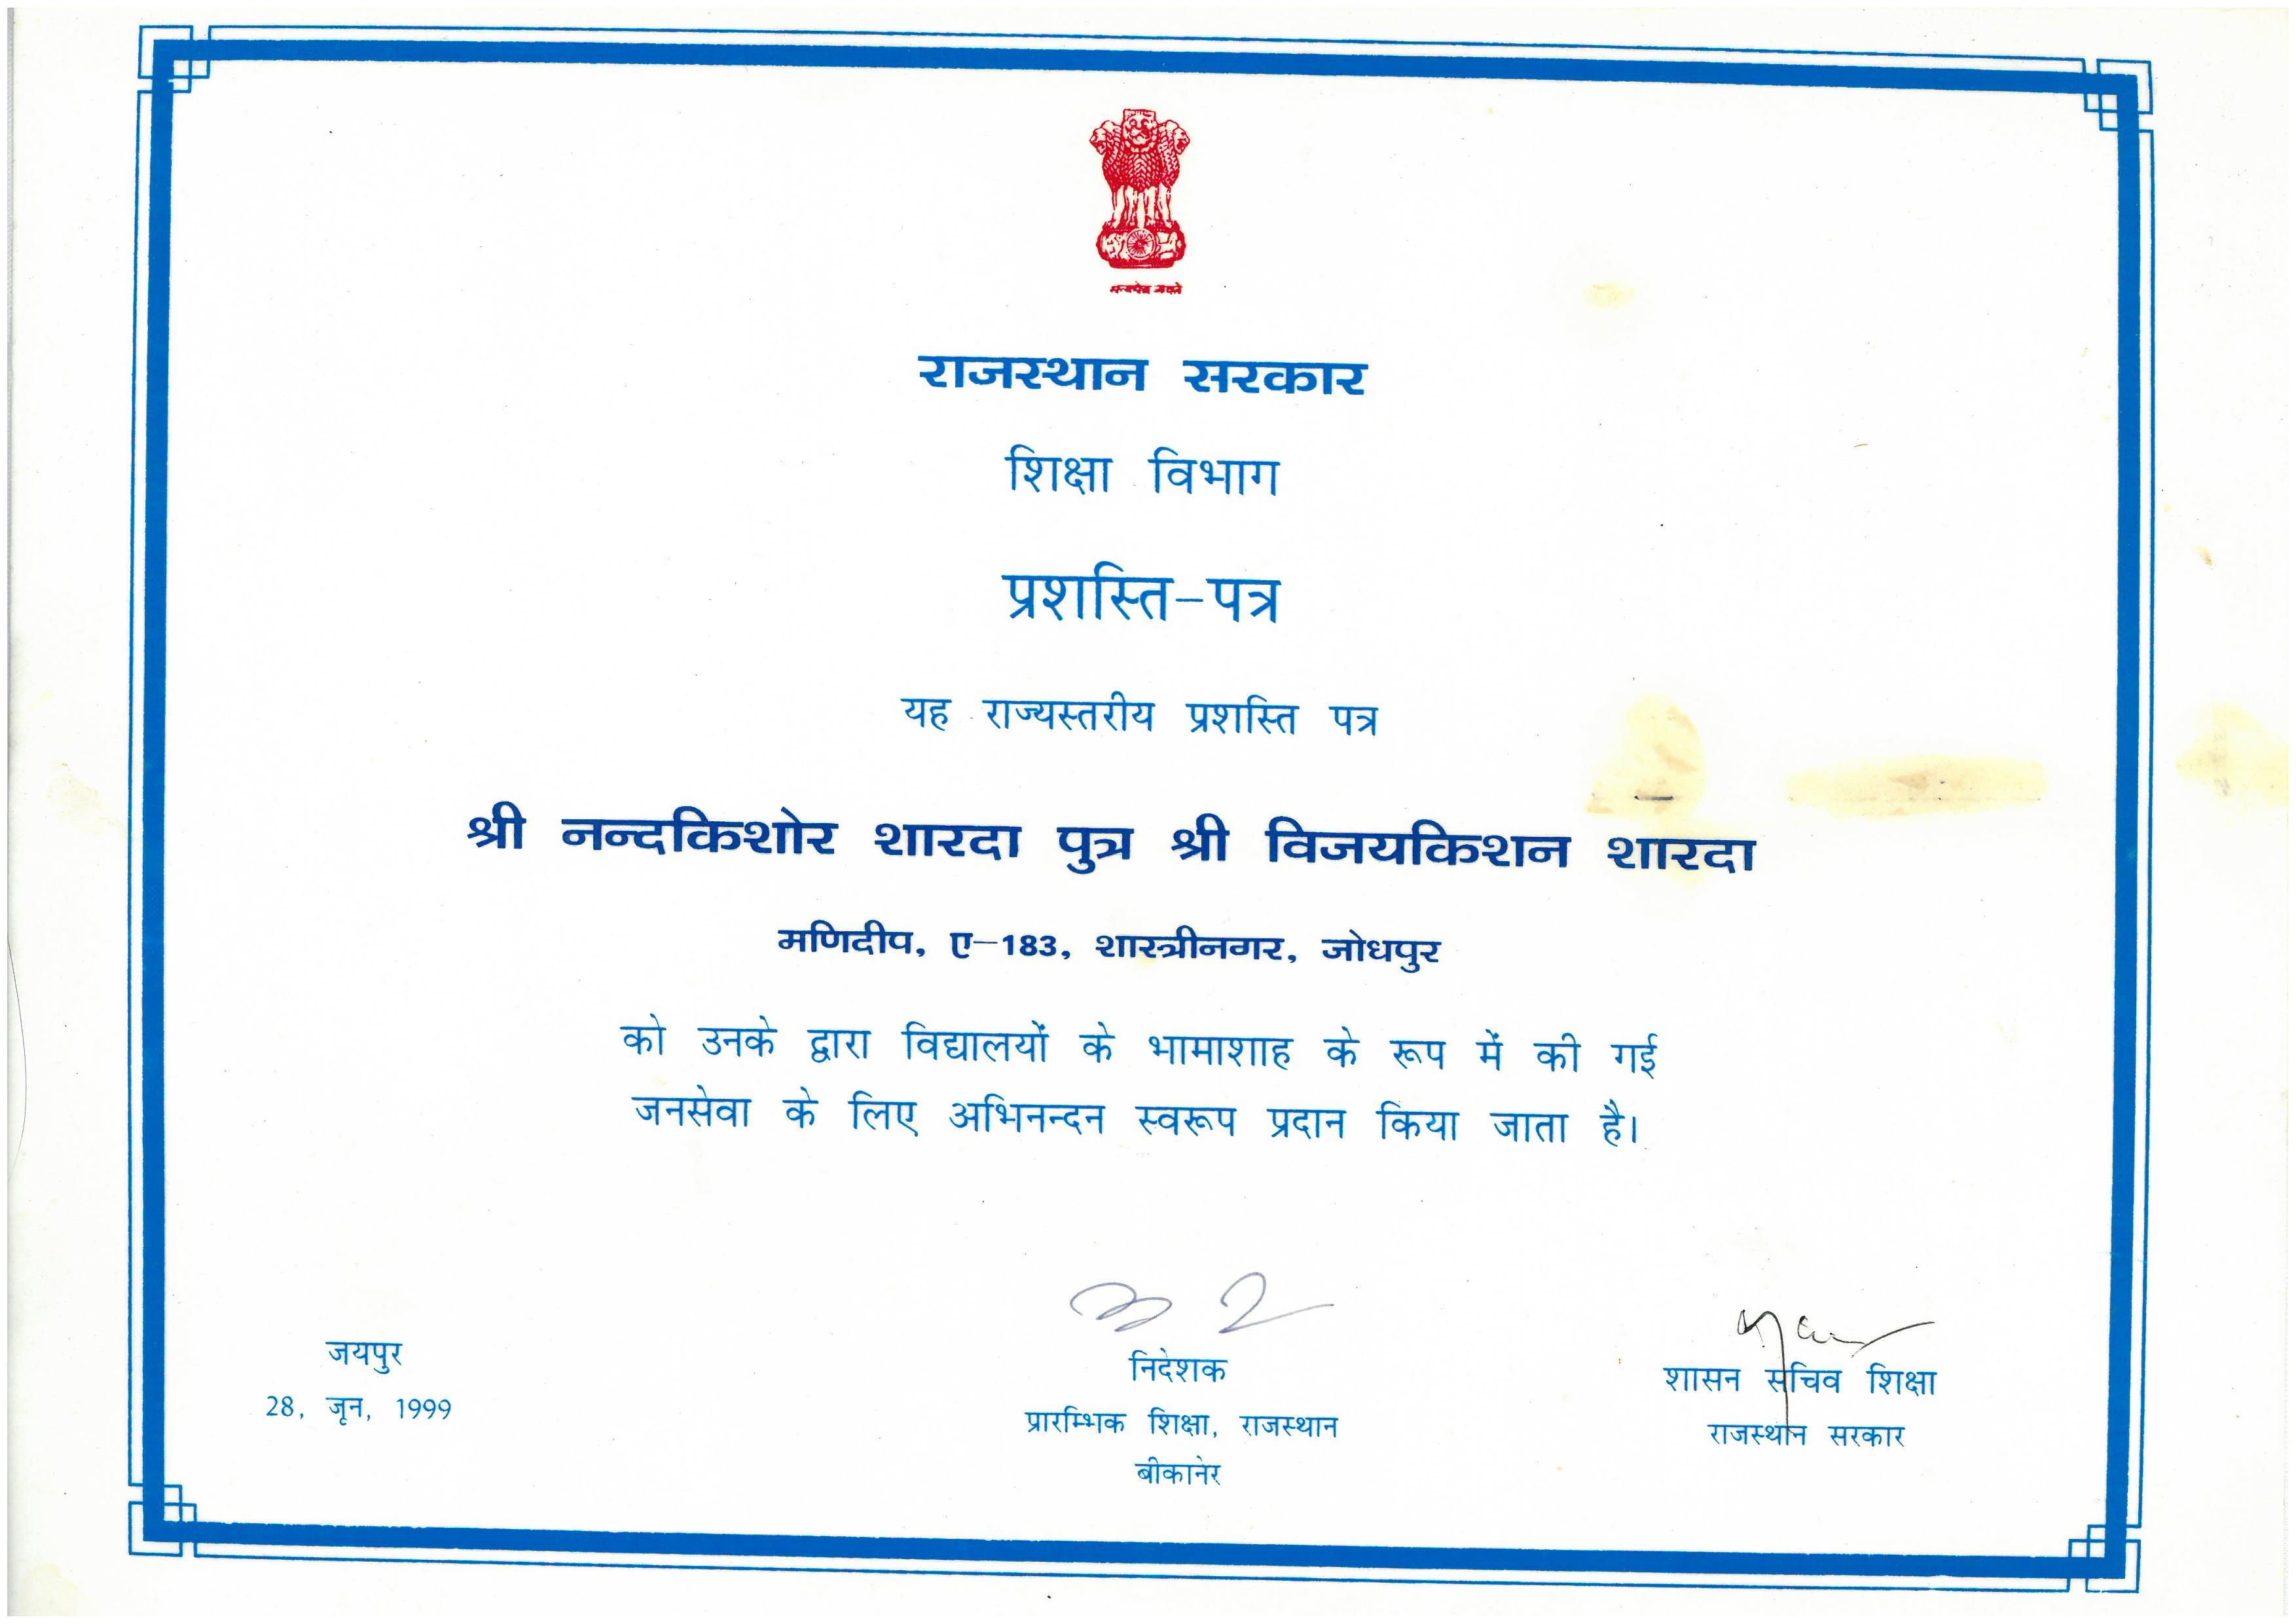 सत्यमेव जयते
राजस्थान सरकार
शिक्षा विभाग
प्रशस्ति-पत्र
यह राज्यस्तरीय प्रशस्ति पत्र
श्री नन्दकिशोर शारदा पुत्र श्री विजयकिशन शारदा
मणिदीप, ए-183, शास्त्रीनगर, जोधपुर
को उनके द्वारा विद्यालयों के भामाशाह के रूप में की गई
जनसेवा के लिए अभिनन्दन स्वरूप प्रदान किया जाता है।
जयपुर
28, जून, 1999
निदेशक
प्रारम्भिक शिक्षा, राजस्थान
बीकानेर
शासन सचिव शिक्षा
राजस्थान सरकार